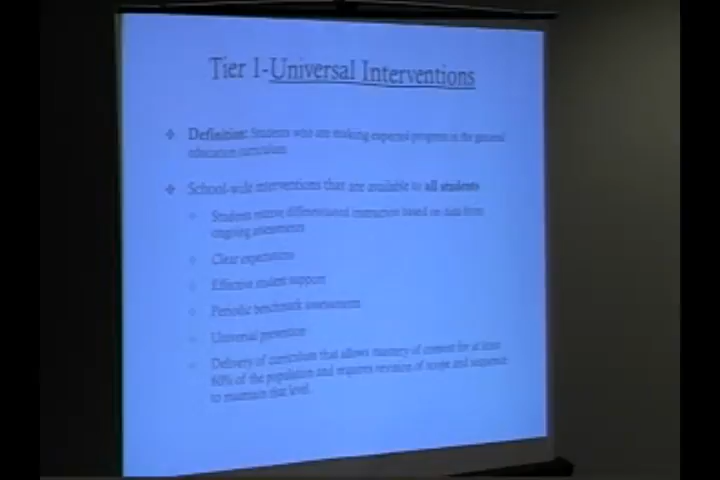 Tier 1-Universal Interventions
❖ Definition: Students who are making expected progress in the general
education curriculum
❖ School-wide interventions that are available to all students
Students receive differentiated instruction based on data from
ongoing assessments
Clear expectations
Effective student support
Periodic benchmark assessments
Universal prevention
Delivery of curriculum that allows mastery of content for at least
80% of the population and requires revision of scope and sequence
to maintain that level.